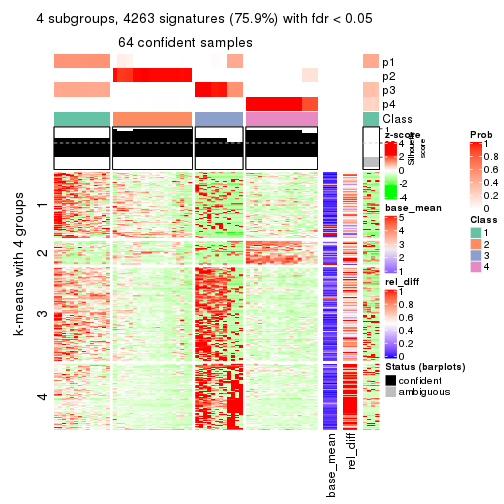 4 subgroups, 4263 signatures (75.9%) with fdr < 0.05
64 confident samples
p1
p2
p3
p4
Class
1
Silhouette
score
k-means with 4 groups
1
2
3
4
z-score
4
2
0
-2
-4
base_mean
5
4
3
2
1
rel_diff
1
0.8
0.6
0.4
0.2
0
Status (barplots)
confident
ambiguous
Prob
1
0.8
0.6
0.4
0.2
0
Class
1
2
3
4
base_mean
rel_diff